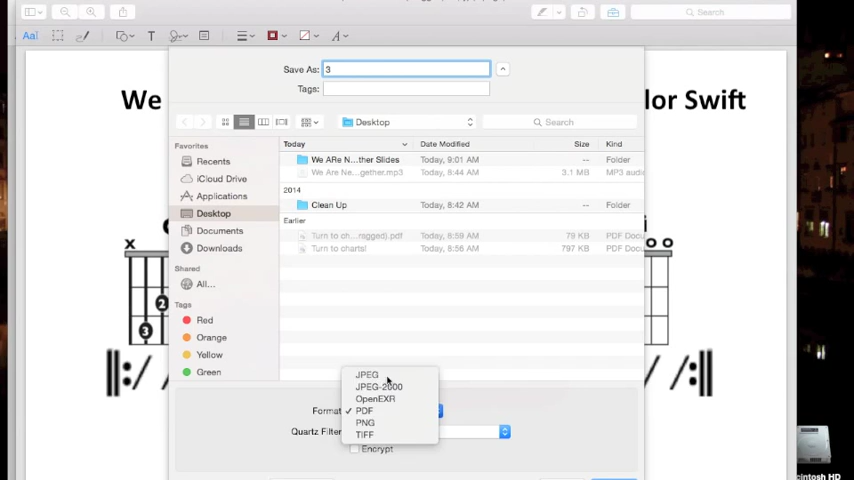 Search
Aa
T
A
Save As: 3
We
lor Swift
Tags:
Desktop
Search
Favorites
Today
Date Modified
Size
Kind
Recents
We ARe N...ther Slides
Today, 9:01 AM
--
Folder
We Are Ne...gether.mp3
Today, 8:44 AM
3.1 MB
MP3 audio
iCloud Drive
2014
Applications
Clean Up
Today, 8:42 AM
--
Folder
Desktop
Earlier
Documents
Turn to ch...ragged).pdf
Today, 8:59 AM
79 KB
PDF Docu
Downloads
Turn to charts!
Today, 8:56 AM
797 KB
PDF Docu
x
o o
Shared
All...
2
3
Tags
Red
Orange
Yellow
Green
JPEG
JPEG-2000
OpenEXR
Format
✓ PDF
PNG
TIFF
Quartz Filter
Encrypt
cintosh HD